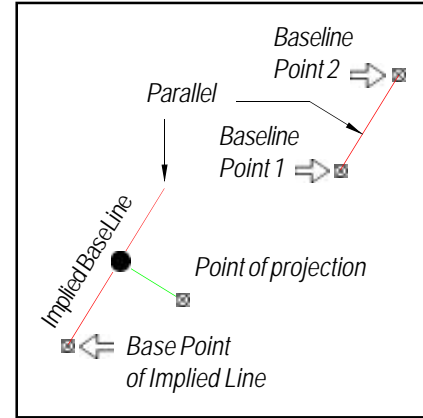 Baseline
Point 2
Parallel
Baseline
Point 1
Implied BaseLine
Point of projection
Base Point
of Implied Line